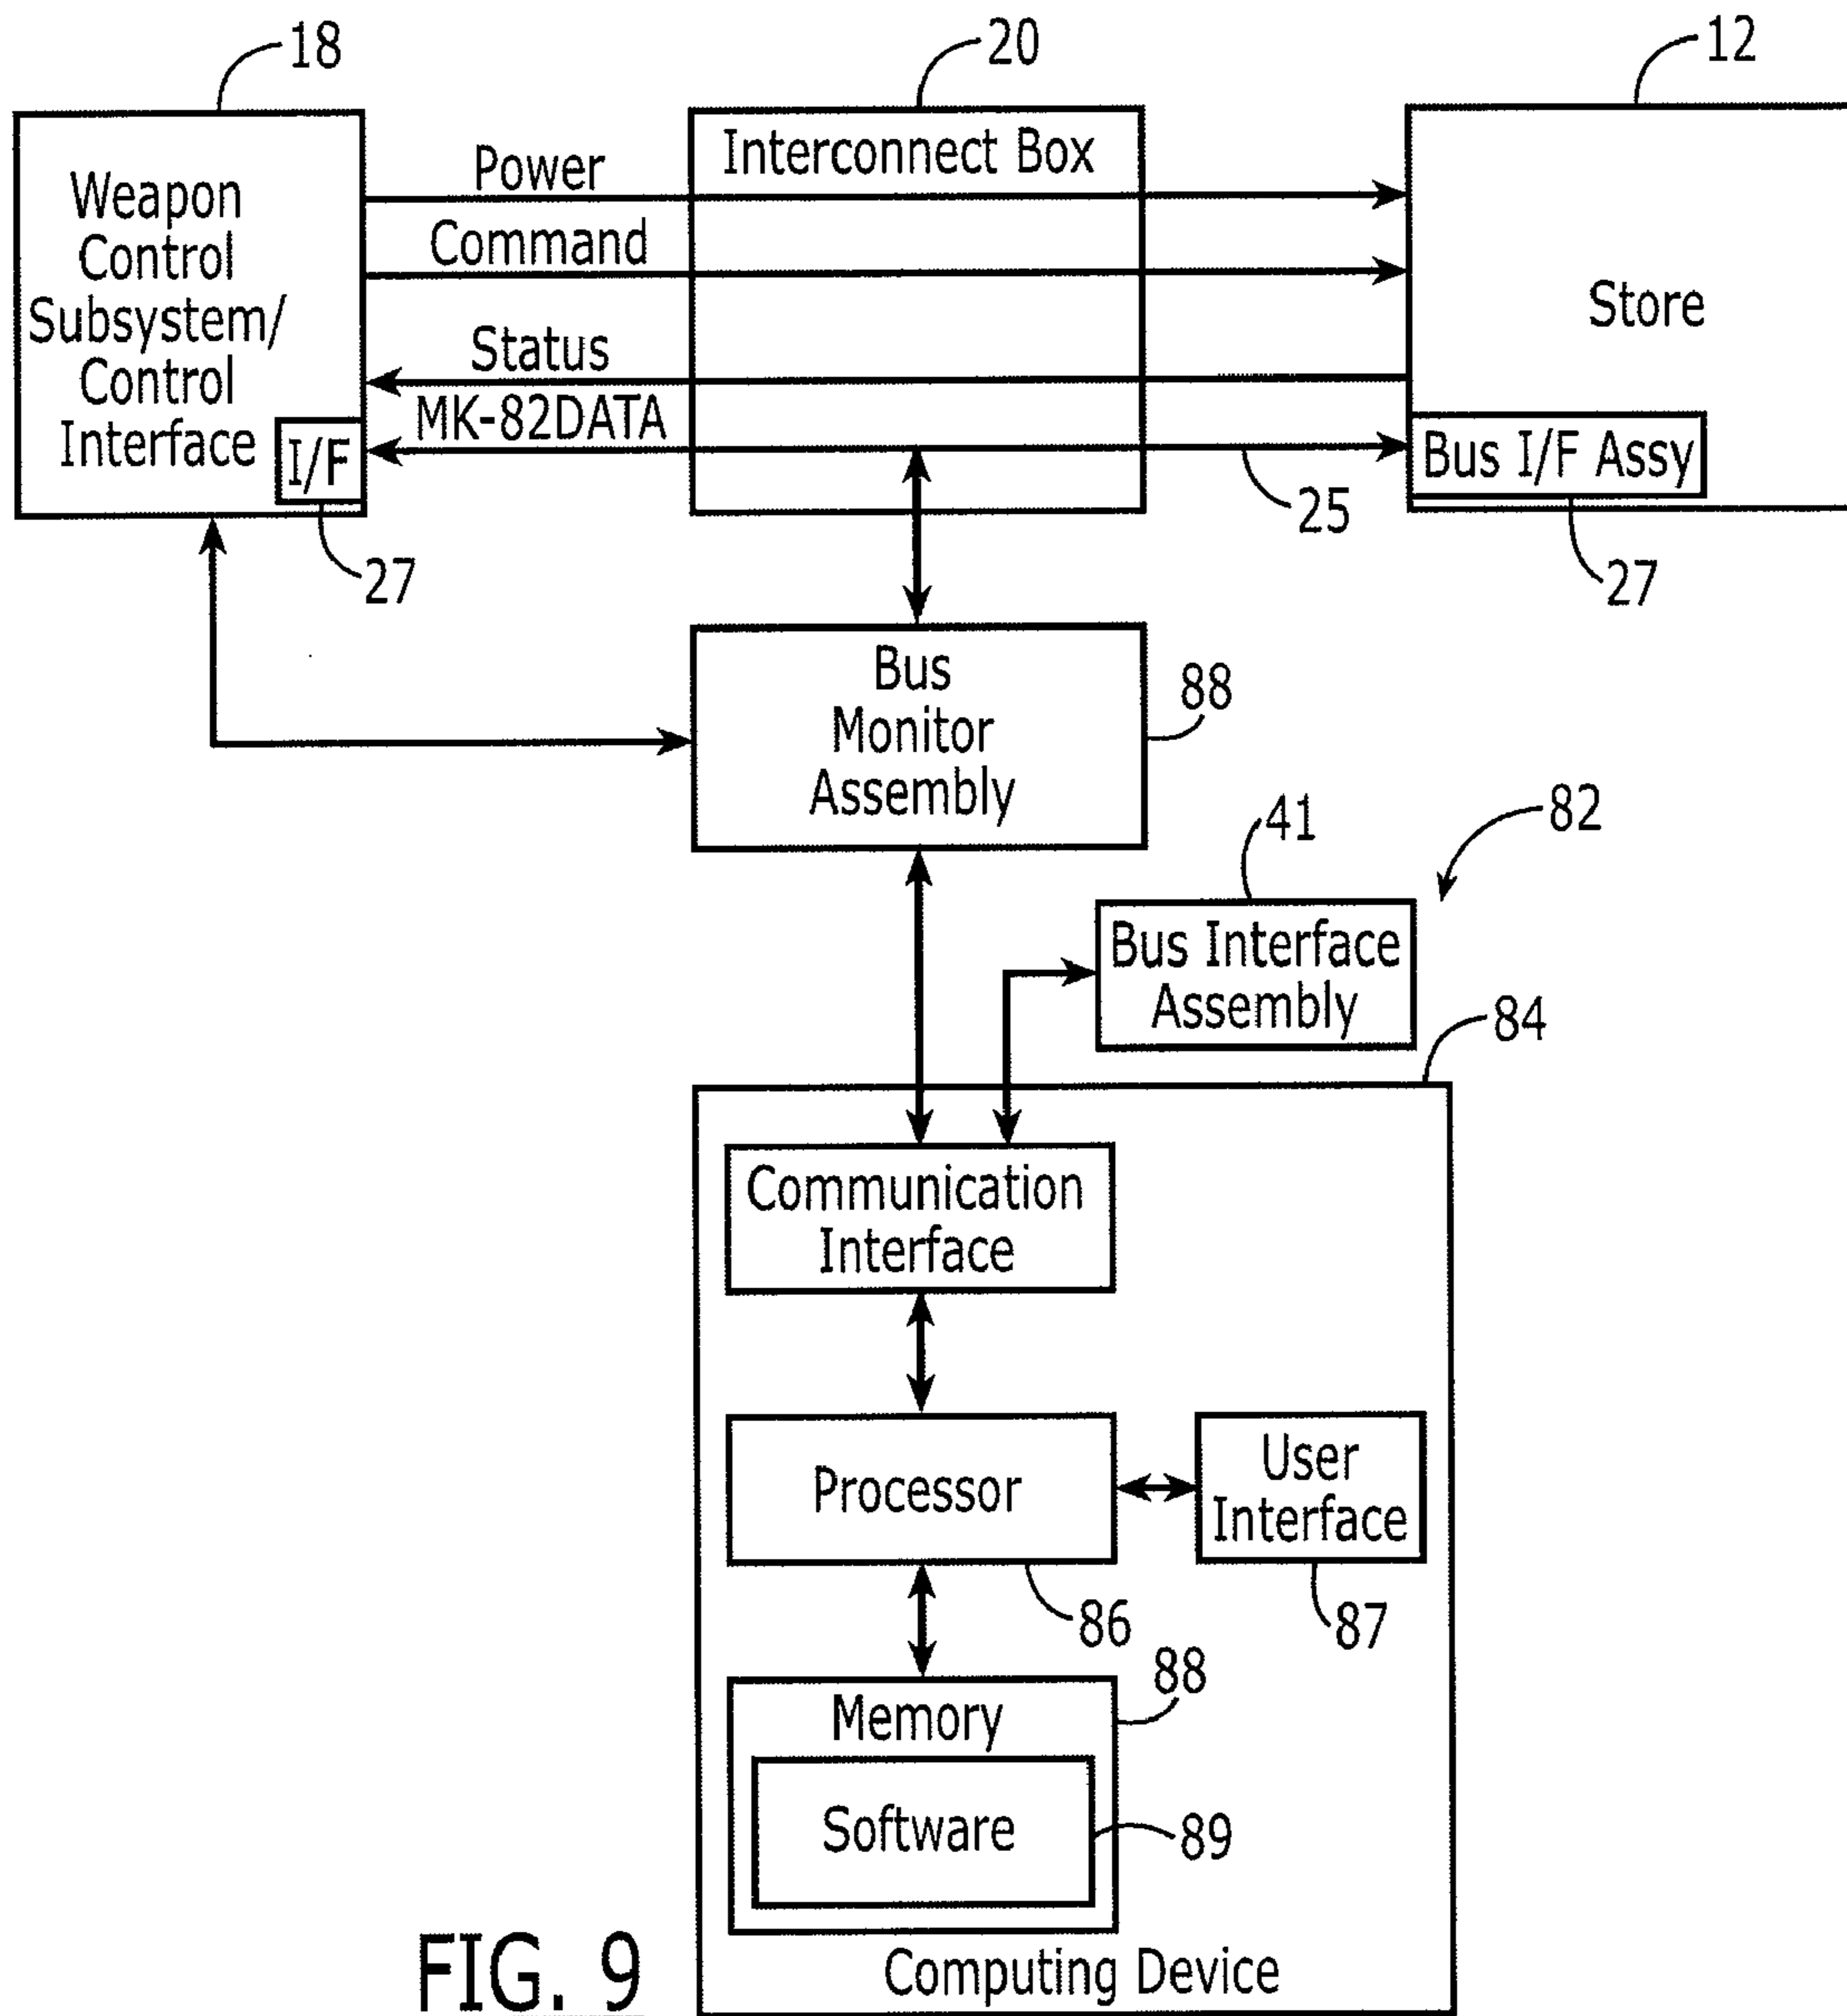 18
20
12
Weapon
Control
Subsystem/
Control
Interface
I/F
27
Power
Command
Status
MK-82DATA
Interconnect Box
Store
Bus I/F Assy
25
27
Bus
Monitor
Assembly
88
41
82
Bus Interface
Assembly
84
Communication
Interface
Processor
86
User
Interface
87
Memory
88
Software
89
Computing Device
FIG. 9